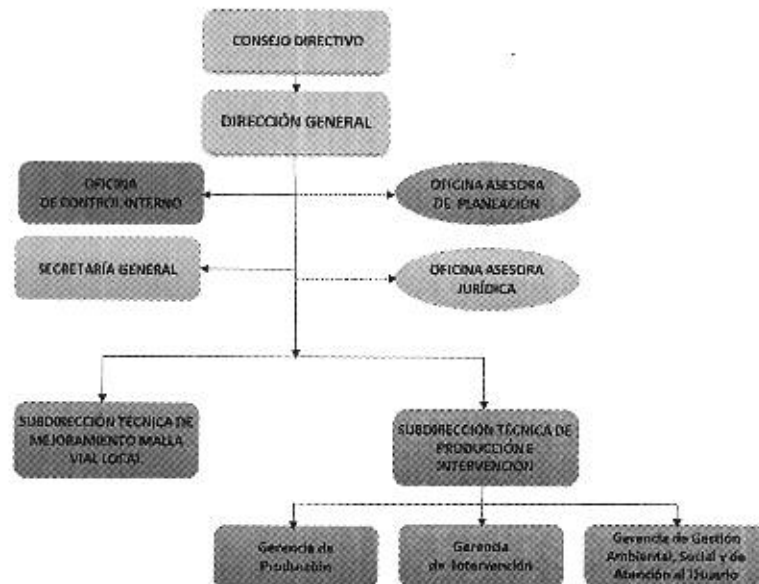 CONSEJO DIRECTIVO
DIRECCIÓN GENERAL
OFICINA
DE CONTROL INTERNO
OFICINA ASESORA
DE PLANEACIÓN
SECRETARÍA GENERAL
OFICINA ASESORA
JURÍDICA
SUBDIRECCIÓN TÉCNICA DE
MEJORAMIENTO MALLA
VIAL LOCAL
SUBDIRECCIÓN TÉCNICA DE
PRODUCCIÓN E
INTERVENCIÓN
Gerencia de
Producción
Gerencia
de Intervención
Gerencia de Gestión
Ambiental, Social y de
Atención al Usuario